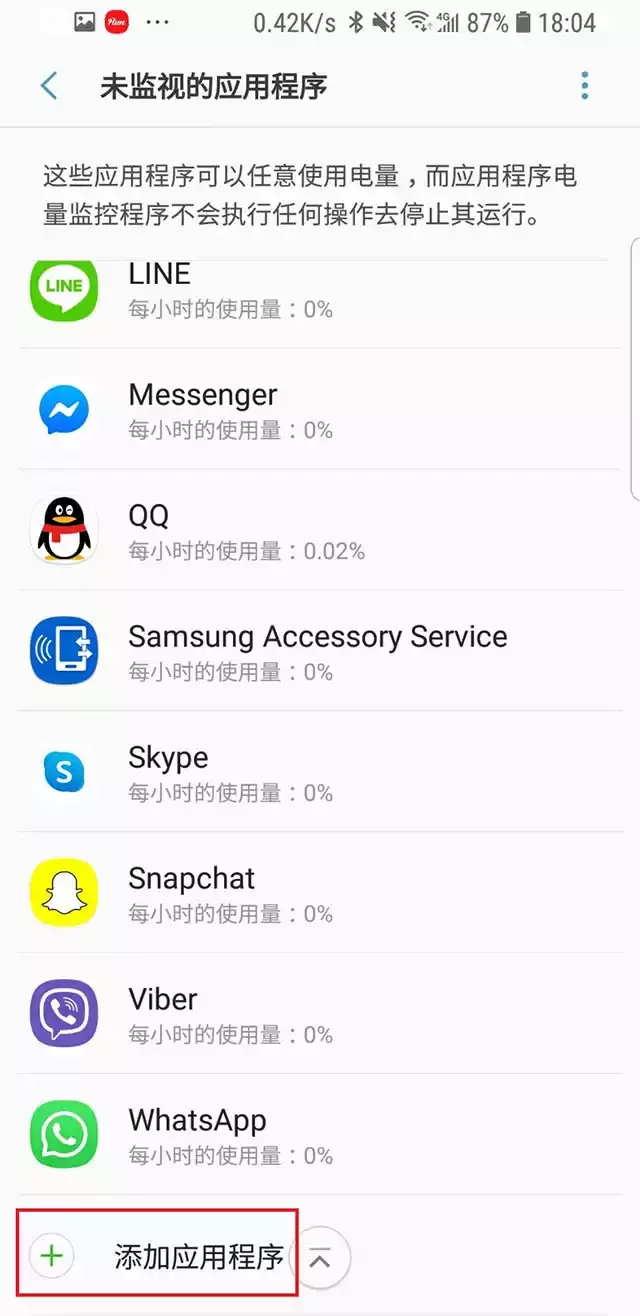 0.42K/s 4G 87% 18:04
未监视的应用程序
这些应用程序可以任意使用电量，而应用程序电
量监控程序不会执行任何操作去停止其运行。
LINE
LINE
每小时的使用量：0%
Messenger
每小时的使用量：0%
QQ
每小时的使用量：0.02%
Samsung Accessory Service
每小时的使用量：0%
Skype
每小时的使用量：0%
Snapchat
每小时的使用量：0%
Viber
每小时的使用量：0%
WhatsApp
每小时的使用量：0%
添加应用程序